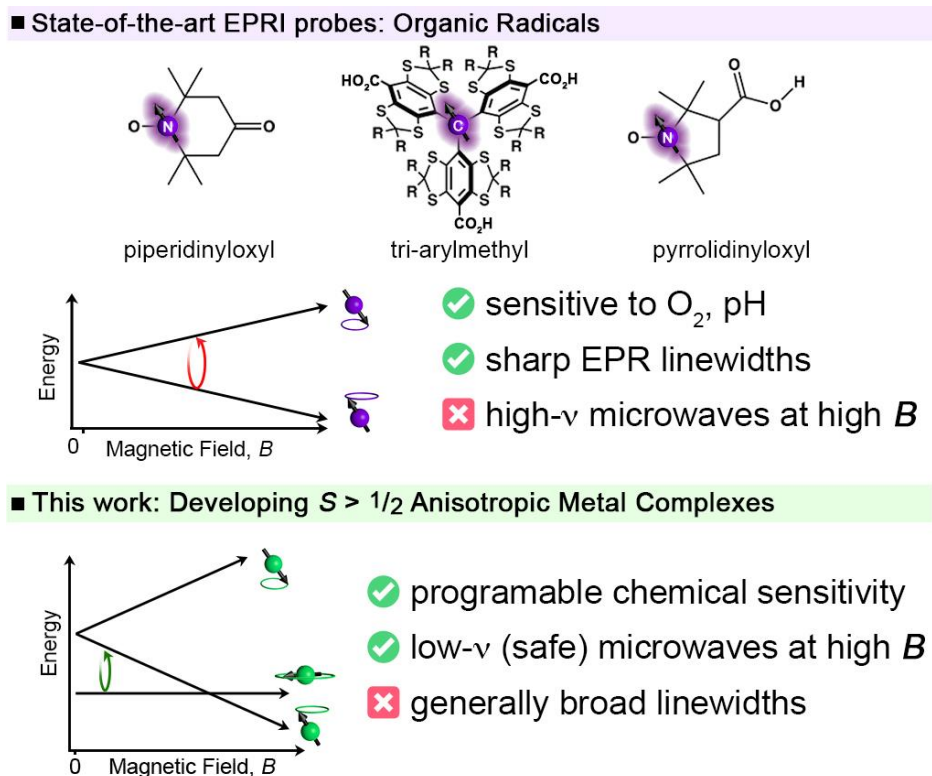 ■ State-of-the-art EPRI probes: Organic Radicals
O N O
HO₂C S S R R S S R R S S CO₂H
C
S S R R S S R R
CO₂H
O N O O H
piperidinyloxyl tri-arylmethyl pyrrolidinyloxyl
Energy
0 Magnetic Field, B
sensitive to O₂, pH
sharp EPR linewidths
high-ν microwaves at high B
■ This work: Developing S > 1/2 Anisotropic Metal Complexes
Energy
0 Magnetic Field, B
programable chemical sensitivity
low-ν (safe) microwaves at high B
generally broad linewidths